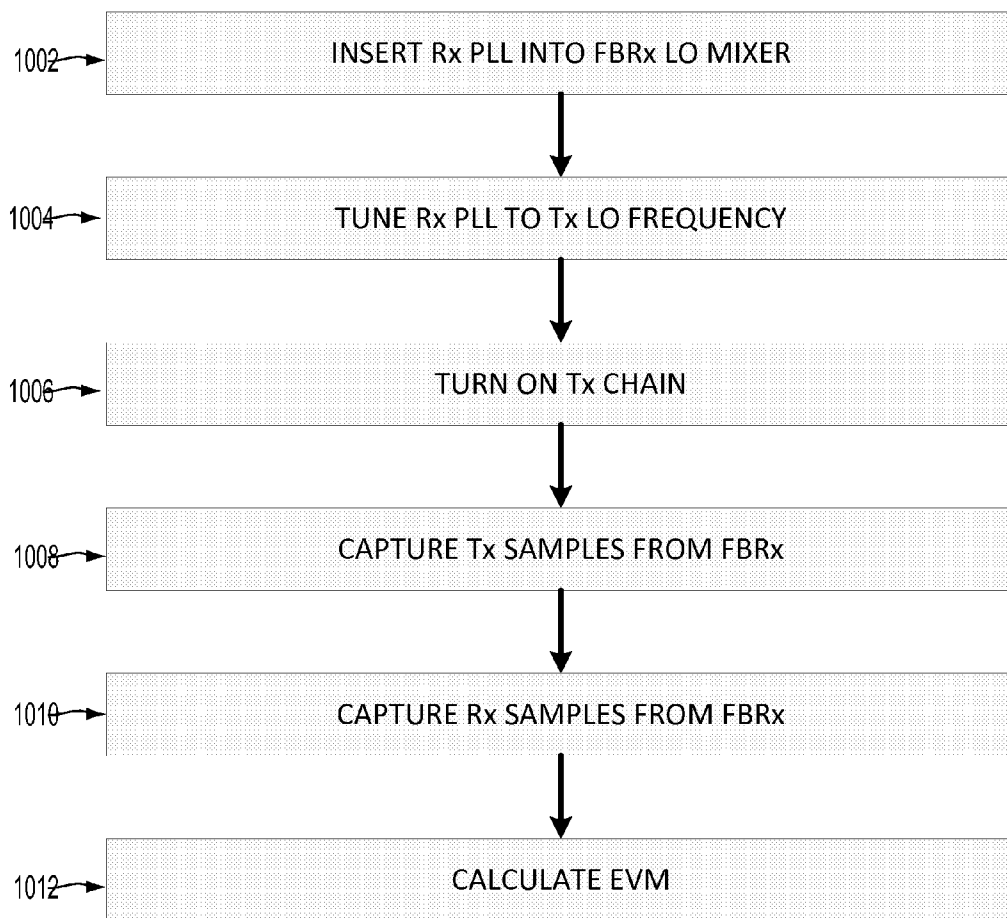 1002 INSERT Rx PLL INTO FBRx LO MIXER
1004 TUNE Rx PLL TO Tx LO FREQUENCY
1006 TURN ON Tx CHAIN
1008 CAPTURE Tx SAMPLES FROM FBRx
1010 CAPTURE Rx SAMPLES FROM FBRx
1012 CALCULATE EVM